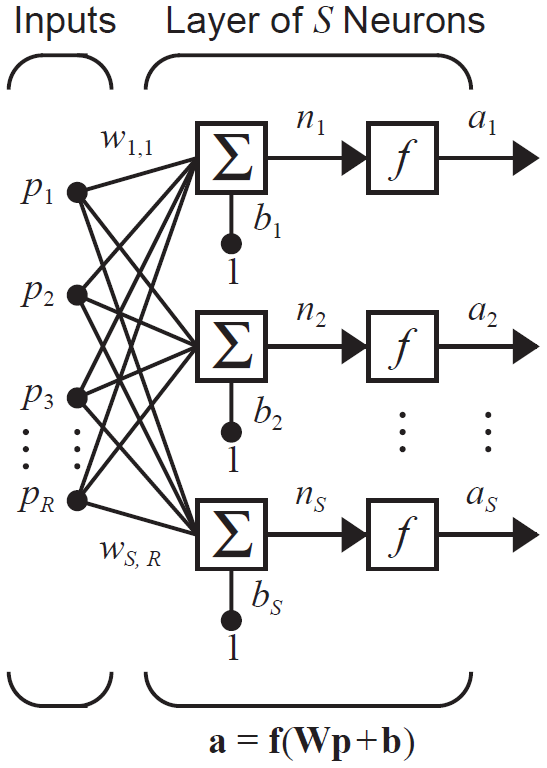 Inputs Layer of S Neurons
w1,1 n1 a1
Σ f
p1
b1
1
p2 n2 a2
Σ f
p3 b2
1
pR nS aS
Σ f
wS, R
bS
1
a = f(Wp+b)